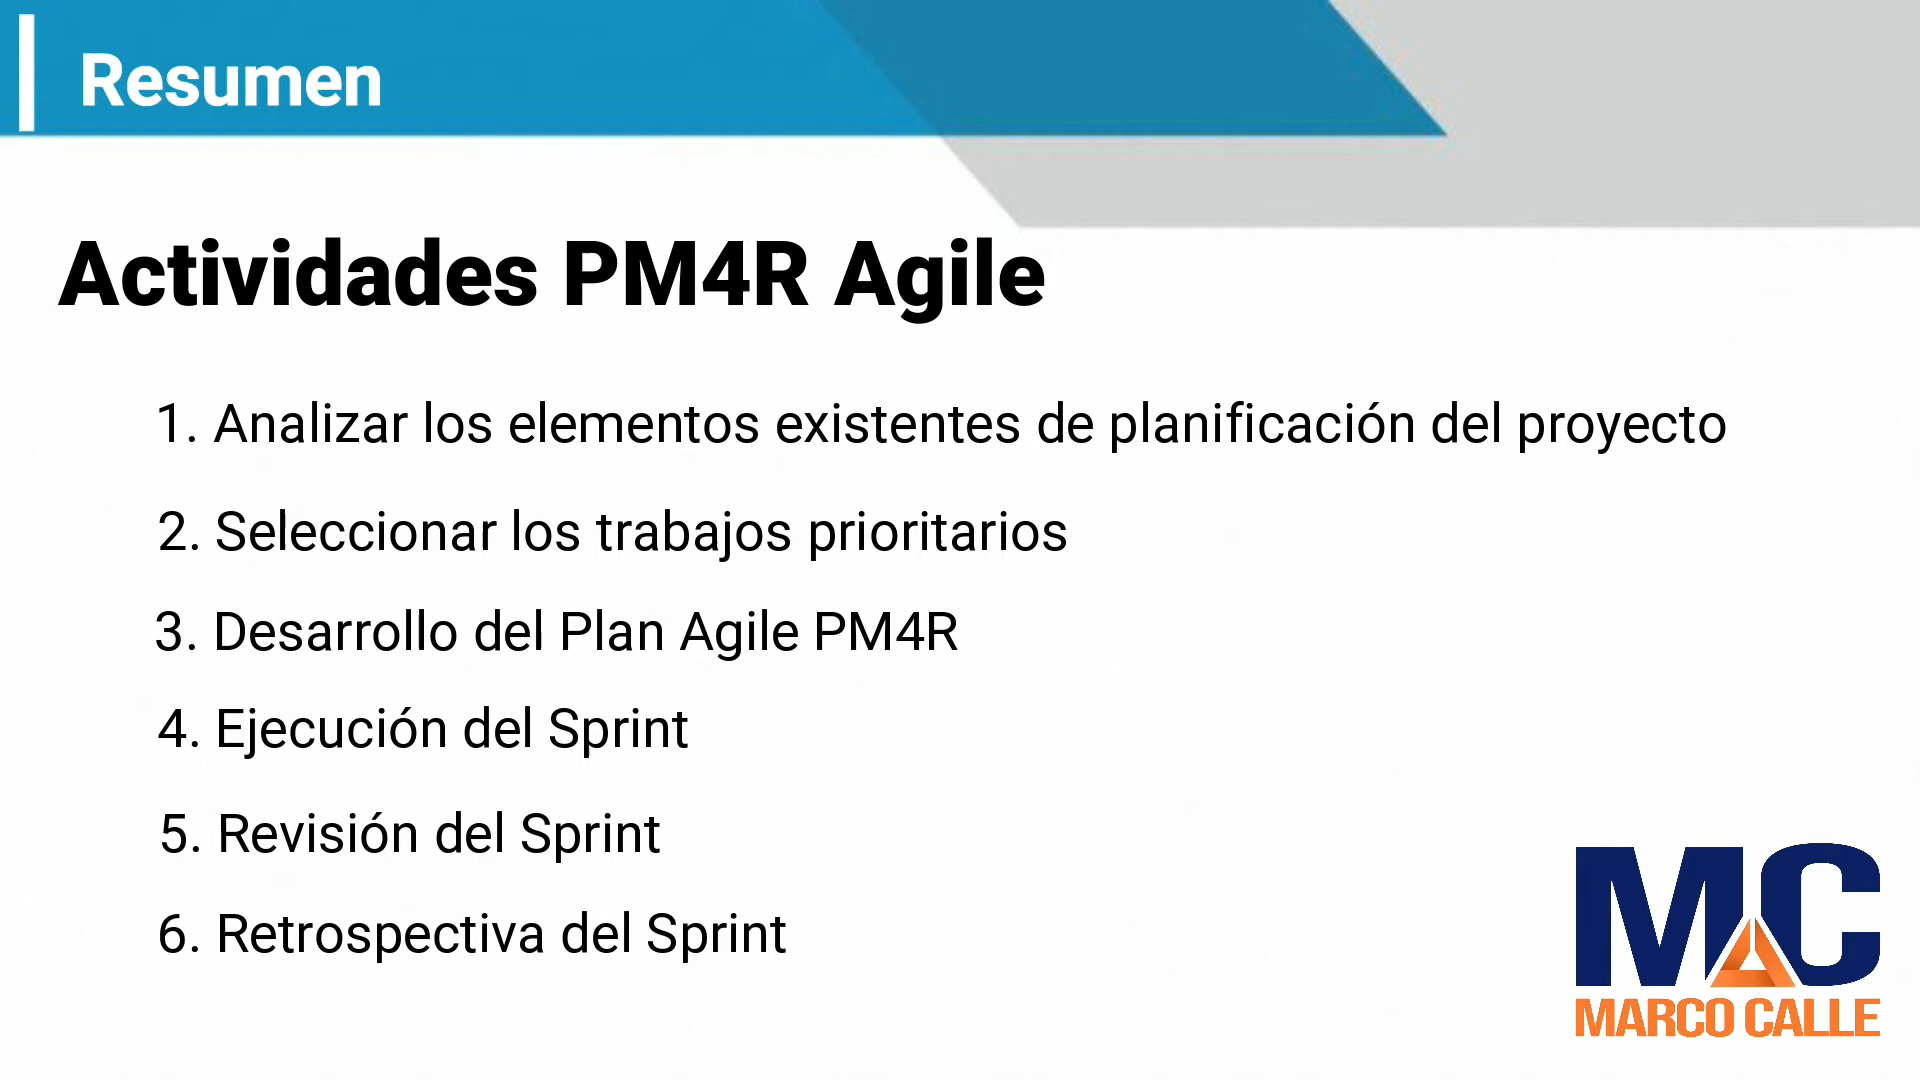 Resumen
Actividades PM4R Agile
1. Analizar los elementos existentes de planificación del proyecto
2. Seleccionar los trabajos prioritarios
3. Desarrollo del Plan Agile PM4R
4. Ejecución del Sprint
5. Revisión del Sprint
6. Retrospectiva del Sprint
MAC
MARCO CALLE